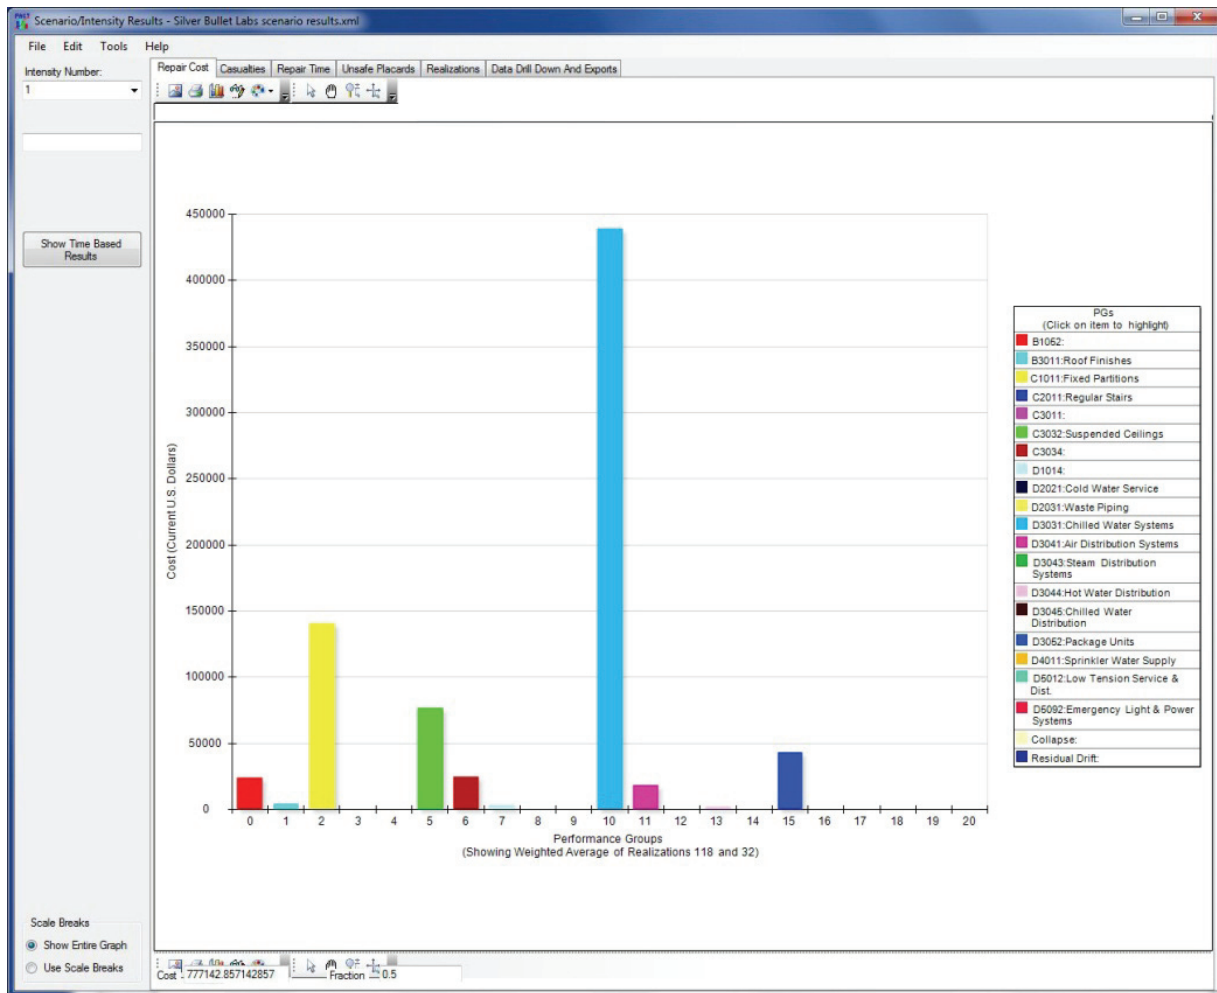 PACT
Scenario/Intensity Results - Silver Bullet Labs scenario results.xml
File Edit Tools Help
Intensity Number:
1
Repair Cost Casualties Repair Time Unsafe Placards Realizations Data Drill Down And Exports
Show Time Based
Results
450000
400000
350000
300000
250000
200000
150000
100000
50000
0
Cost (Current U.S. Dollars)
0 1 2 3 4 5 6 7 8 9 10 11 12 13 14 15 16 17 18 19 20
Performance Groups
(Showing Weighted Average of Realizations 118 and 32)
PGs
(Click on item to highlight)
B1052:
B3011:Roof Finishes
C1011:Fixed Partitions
C2011:Regular Stairs
C3011:
C3032:Suspended Ceilings
C3034:
D1014:
D2021:Cold Water Service
D2031:Waste Piping
D3031:Chilled Water Systems
D3041:Air Distribution Systems
D3043:Steam Distribution
Systems
D3044:Hot Water Distribution
D3045:Chilled Water
Distribution
D3052:Package Units
D4011:Sprinkler Water Supply
D5012:Low Tension Service &
Dist.
D5092:Emergency Light & Power
Systems
Collapse:
Residual Drift:
Scale Breaks
Show Entire Graph
Use Scale Breaks
Cost 777142.857142857 Fraction 0.5